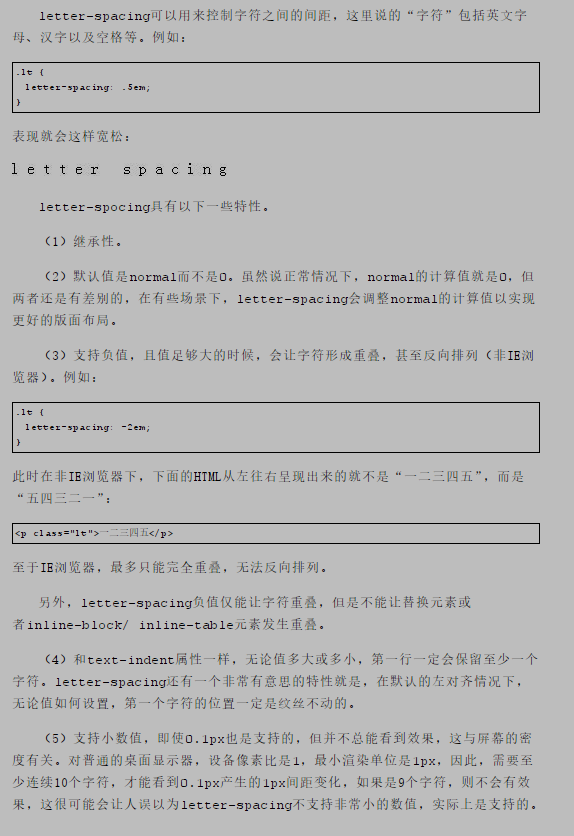 letter-spacing可以用来控制字符之间的间距，这里说的“字符”包括英文字
母、汉字以及空格等。例如：
.lt {
letter-spacing: .5em;
}
表现就会这样宽松：
letter spacing
letter-spocing具有以下一些特性。
（1）继承性。
（2）默认值是normal而不是0。虽然说正常情况下，normal的计算值就是0，但
两者还是有差别的，在有些场景下，letter-spacing会调整normal的计算值以实现
更好的版面布局。
（3）支持负值，且值足够大的时候，会让字符形成重叠，甚至反向排列（非IE浏
览器）。例如：
.lt {
letter-spacing: -2em;
}
此时在非IE浏览器下，下面的HTML从左往右呈现出来的就不是“一二三四五”，而是
“五四三二一”：
<p class="lt">一二三四五</p>
至于IE浏览器，最多只能完全重叠，无法反向排列。
另外，letter-spacing负值仅能让字符重叠，但是不能让替换元素或
者inline-block/ inline-table元素发生重叠。
（4）和text-indent属性一样，无论值多大或多小，第一行一定会保留至少一个
字符。letter-spacing还有一个非常有意思的特性就是，在默认的左对齐情况下，
无论值如何设置，第一个字符的位置一定是纹丝不动的。
（5）支持小数值，即使0.1px也是支持的，但并不总能看到效果，这与屏幕的密
度有关。对普通的桌面显示器，设备像素比是1，最小渲染单位是1px，因此，需要至
少连续10个字符，才能看到0.1px产生的1px间距变化，如果是9个字符，则不会有效
果，这很可能会让人误以为letter-spacing不支持非常小的数值，实际上是支持的。